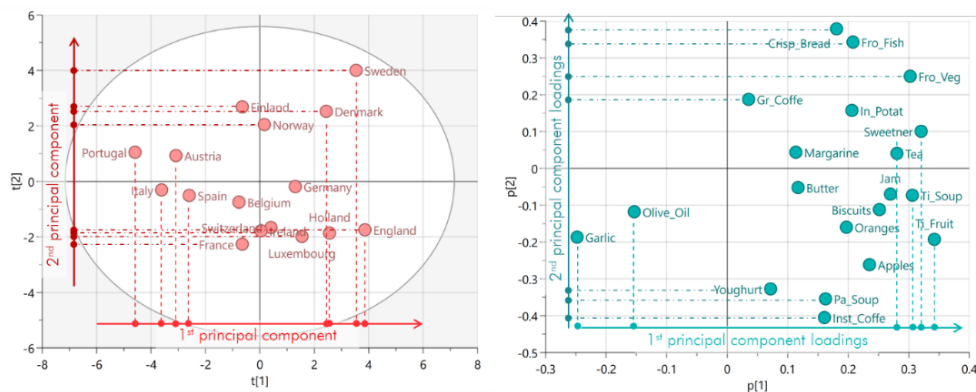 6
4
2
0
-2
-4
-6
t[2]
2nd principal component
Sweden
Finland
Denmark
Norway
Portugal
Austria
Italy
Spain
Germany
Belgium
Switzerland
Ireland
Holland
England
France
Luxembourg
1st principal component
-8 -6 -4 -2 0 2 4 6 8
t[1]
0.4
0.3
0.2
0.1
0
-0.1
-0.2
-0.3
-0.4
-0.5
p[2]
2nd principal component loadings
Crisp_Bread
Fro_Fish
Fro_Veg
Gr_Coffe
In_Potat
Sweetner
Margarine
Tea
Butter
Jam
Ti_Soup
Olive_Oil
Biscuits
Ti_Fruit
Oranges
Garlic
Apples
Youghurt
Pa_Soup
Inst_Coffe
1st principal component loadings
-0.3 -0.2 -0.1 0 0.1 0.2 0.3 0.4
p[1]